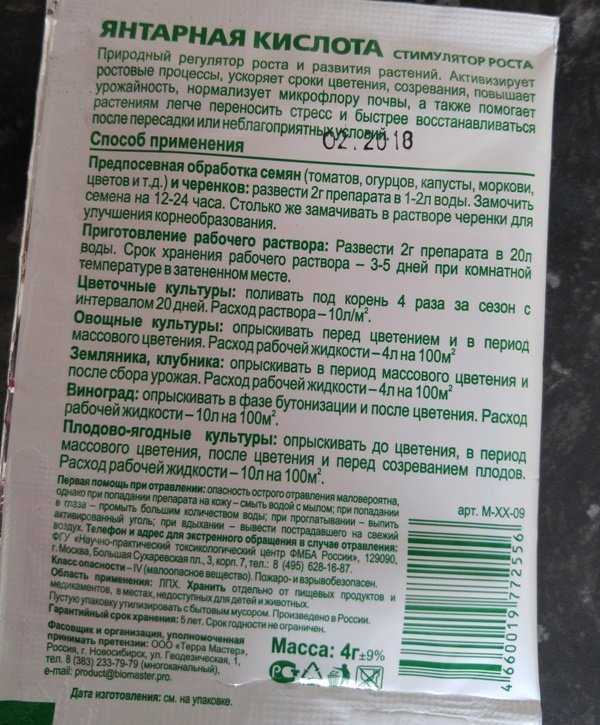 ЯНТАРНАЯ КИСЛОТА СТИМУЛЯТОР РОСТА
Природный регулятор роста и развития растений. Активизирует
ростовые процессы, ускоряет сроки цветения, созревания, повышает
урожайность, нормализует микрофлору почвы, а также помогает
растениям легче переносить стресс и быстрее восстанавливаться
после пересадки или неблагоприятных условий.
02.2018
Способ применения
Предпосевная обработка семян (томатов, огурцов, капусты, моркови,
цветов и т.д.) и черенков: развести 2г препарата в 1-2л воды. Замочить
семена на 12-24 часа. Столько же замачивать в растворе черенки для
улучшения корнеобразования.
Приготовление рабочего раствора: Развести 2г препарата в 20л
воды. Срок хранения рабочего раствора – 3-5 дней при комнатной
температуре в затененном месте.
Цветочные культуры: поливать под корень 4 раза за сезон с
интервалом 20 дней. Расход раствора – 10л/м².
Овощные культуры: опрыскивать перед цветением и в период
массового цветения. Расход рабочей жидкости – 4л на 100м²
Земляника, клубника: опрыскивать в период массового цветения и
после сбора урожая. Расход рабочей жидкости – 4л на 100м²
Виноград: опрыскивать в фазе бутонизации и после цветения. Расход
рабочей жидкости – 10л на 100м².
Плодово-ягодные культуры: опрыскивать до цветения, в период
массового цветения, после цветения и перед созреванием плодов.
Расход рабочей жидкости – 10л на 100м².
Первая помощь при отравлении: опасность острого отравления маловероятна,
однако при попадании препарата на кожу – смыть водой с мылом; при попадании
в глаза – промыть большим количеством воды; при проглатывании – выпить
активированный уголь; при вдыхании – вывести пострадавшего на свежий
воздух. Телефон и адрес для экстренного обращения в случае отравления:
ФГУ «Научно-практический токсикологический центр ФМБА России», 129090,
г. Москва, Большая Сухаревская пл., 3, корп. 7, тел.: 8 (495) 628-16-87.
Класс опасности – IV (малоопасное вещество). Пожаро- и взрывобезопасен.
Область применения: ЛПХ. Хранить отдельно от пищевых продуктов и
медикаментов, в местах, недоступных для детей и животных.
Пустую упаковку утилизировать с бытовым мусором. Произведено в России.
Гарантийный срок хранения: 5 лет. Срок годности не ограничен.
Фасовщик и организация, уполномоченная
принимать претензии: ООО «Терра Мастер»,
Россия, г. Новосибирск, ул. Геодезическая, 1,
тел. 8 (383) 233-79-79 (многоканальный),
e-mail: product@biomaster.pro.
Масса: 4г±9%
РСТ
арт. М-ХХ-09
4 660019 772556
Дата изготовления: см. на упаковке.